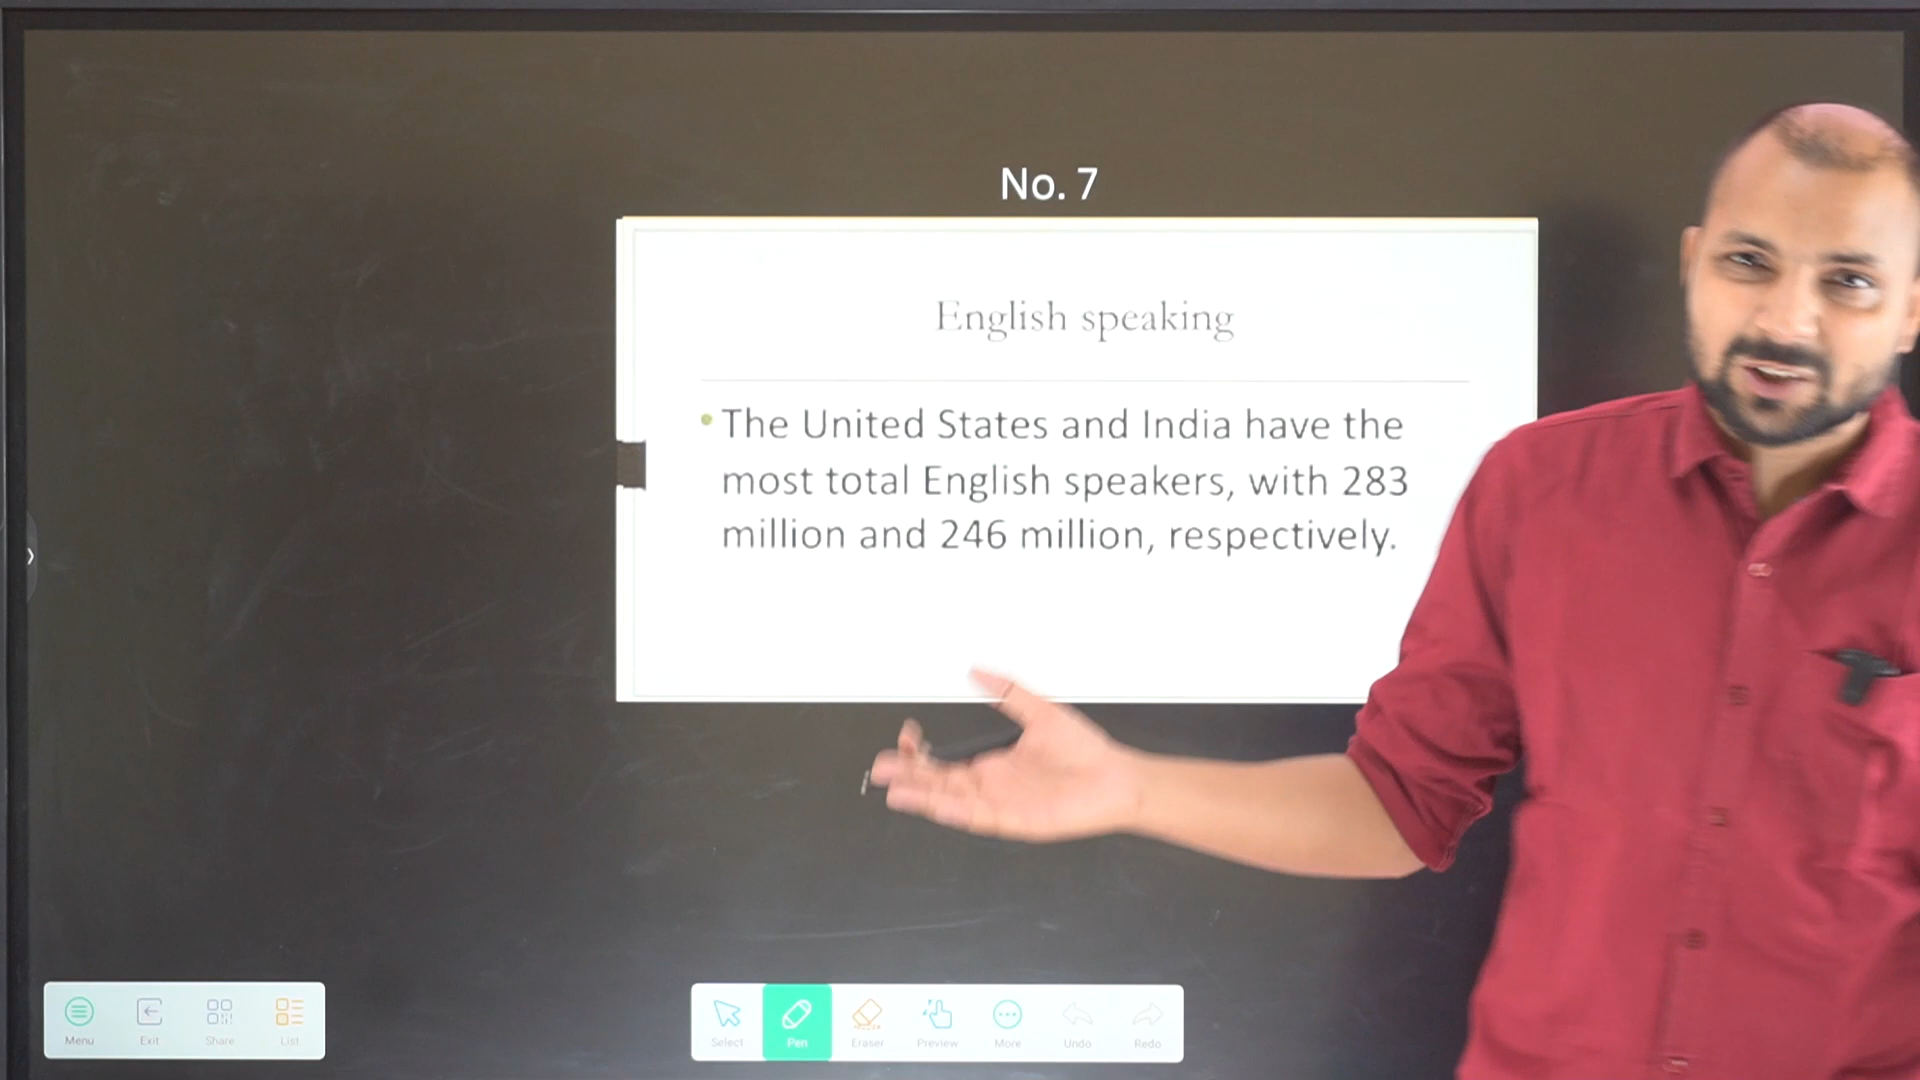 No. 7
English speaking
The United States and India have the
most total English speakers, with 283
million and 246 million, respectively.
Menu Exit Share List
Select Pen Eraser Preview More Undo Redo